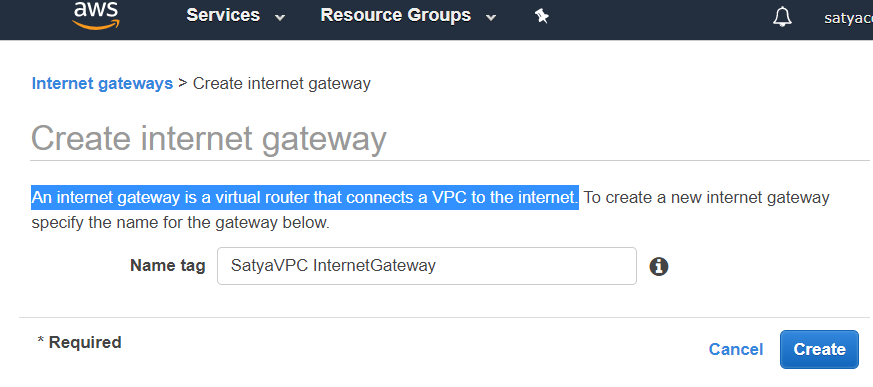 aws Services Resource Groups satyac
Internet gateways > Create internet gateway
Create internet gateway
An internet gateway is a virtual router that connects a VPC to the internet. To create a new internet gateway
specify the name for the gateway below.
Name tag SatyaVPC InternetGateway
* Required
Cancel Create